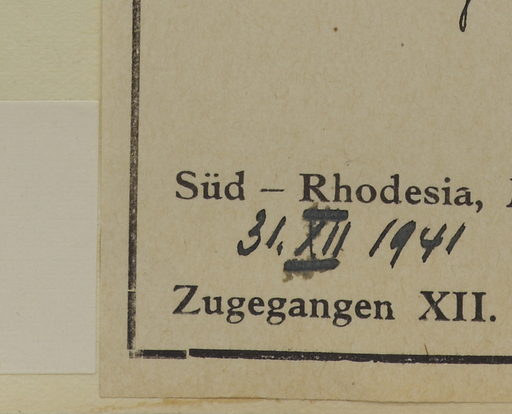 Süd – Rhodesia,
31. XII 1941
Zugegangen XII.